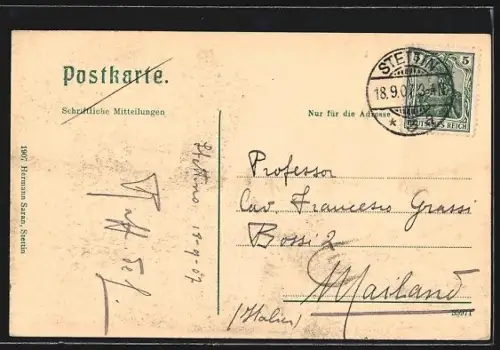 Postkarte.
Schriftliche Mitteilungen
Nur für die Adresse
STETTIN
18.9.07
5
DEUTSCHES REICH
Stettino 18-9-07
Professor
Cav. Francesco Grassi
Bossi 2
Mailand
(Italien)
1907 Hermann Saran, Stettin